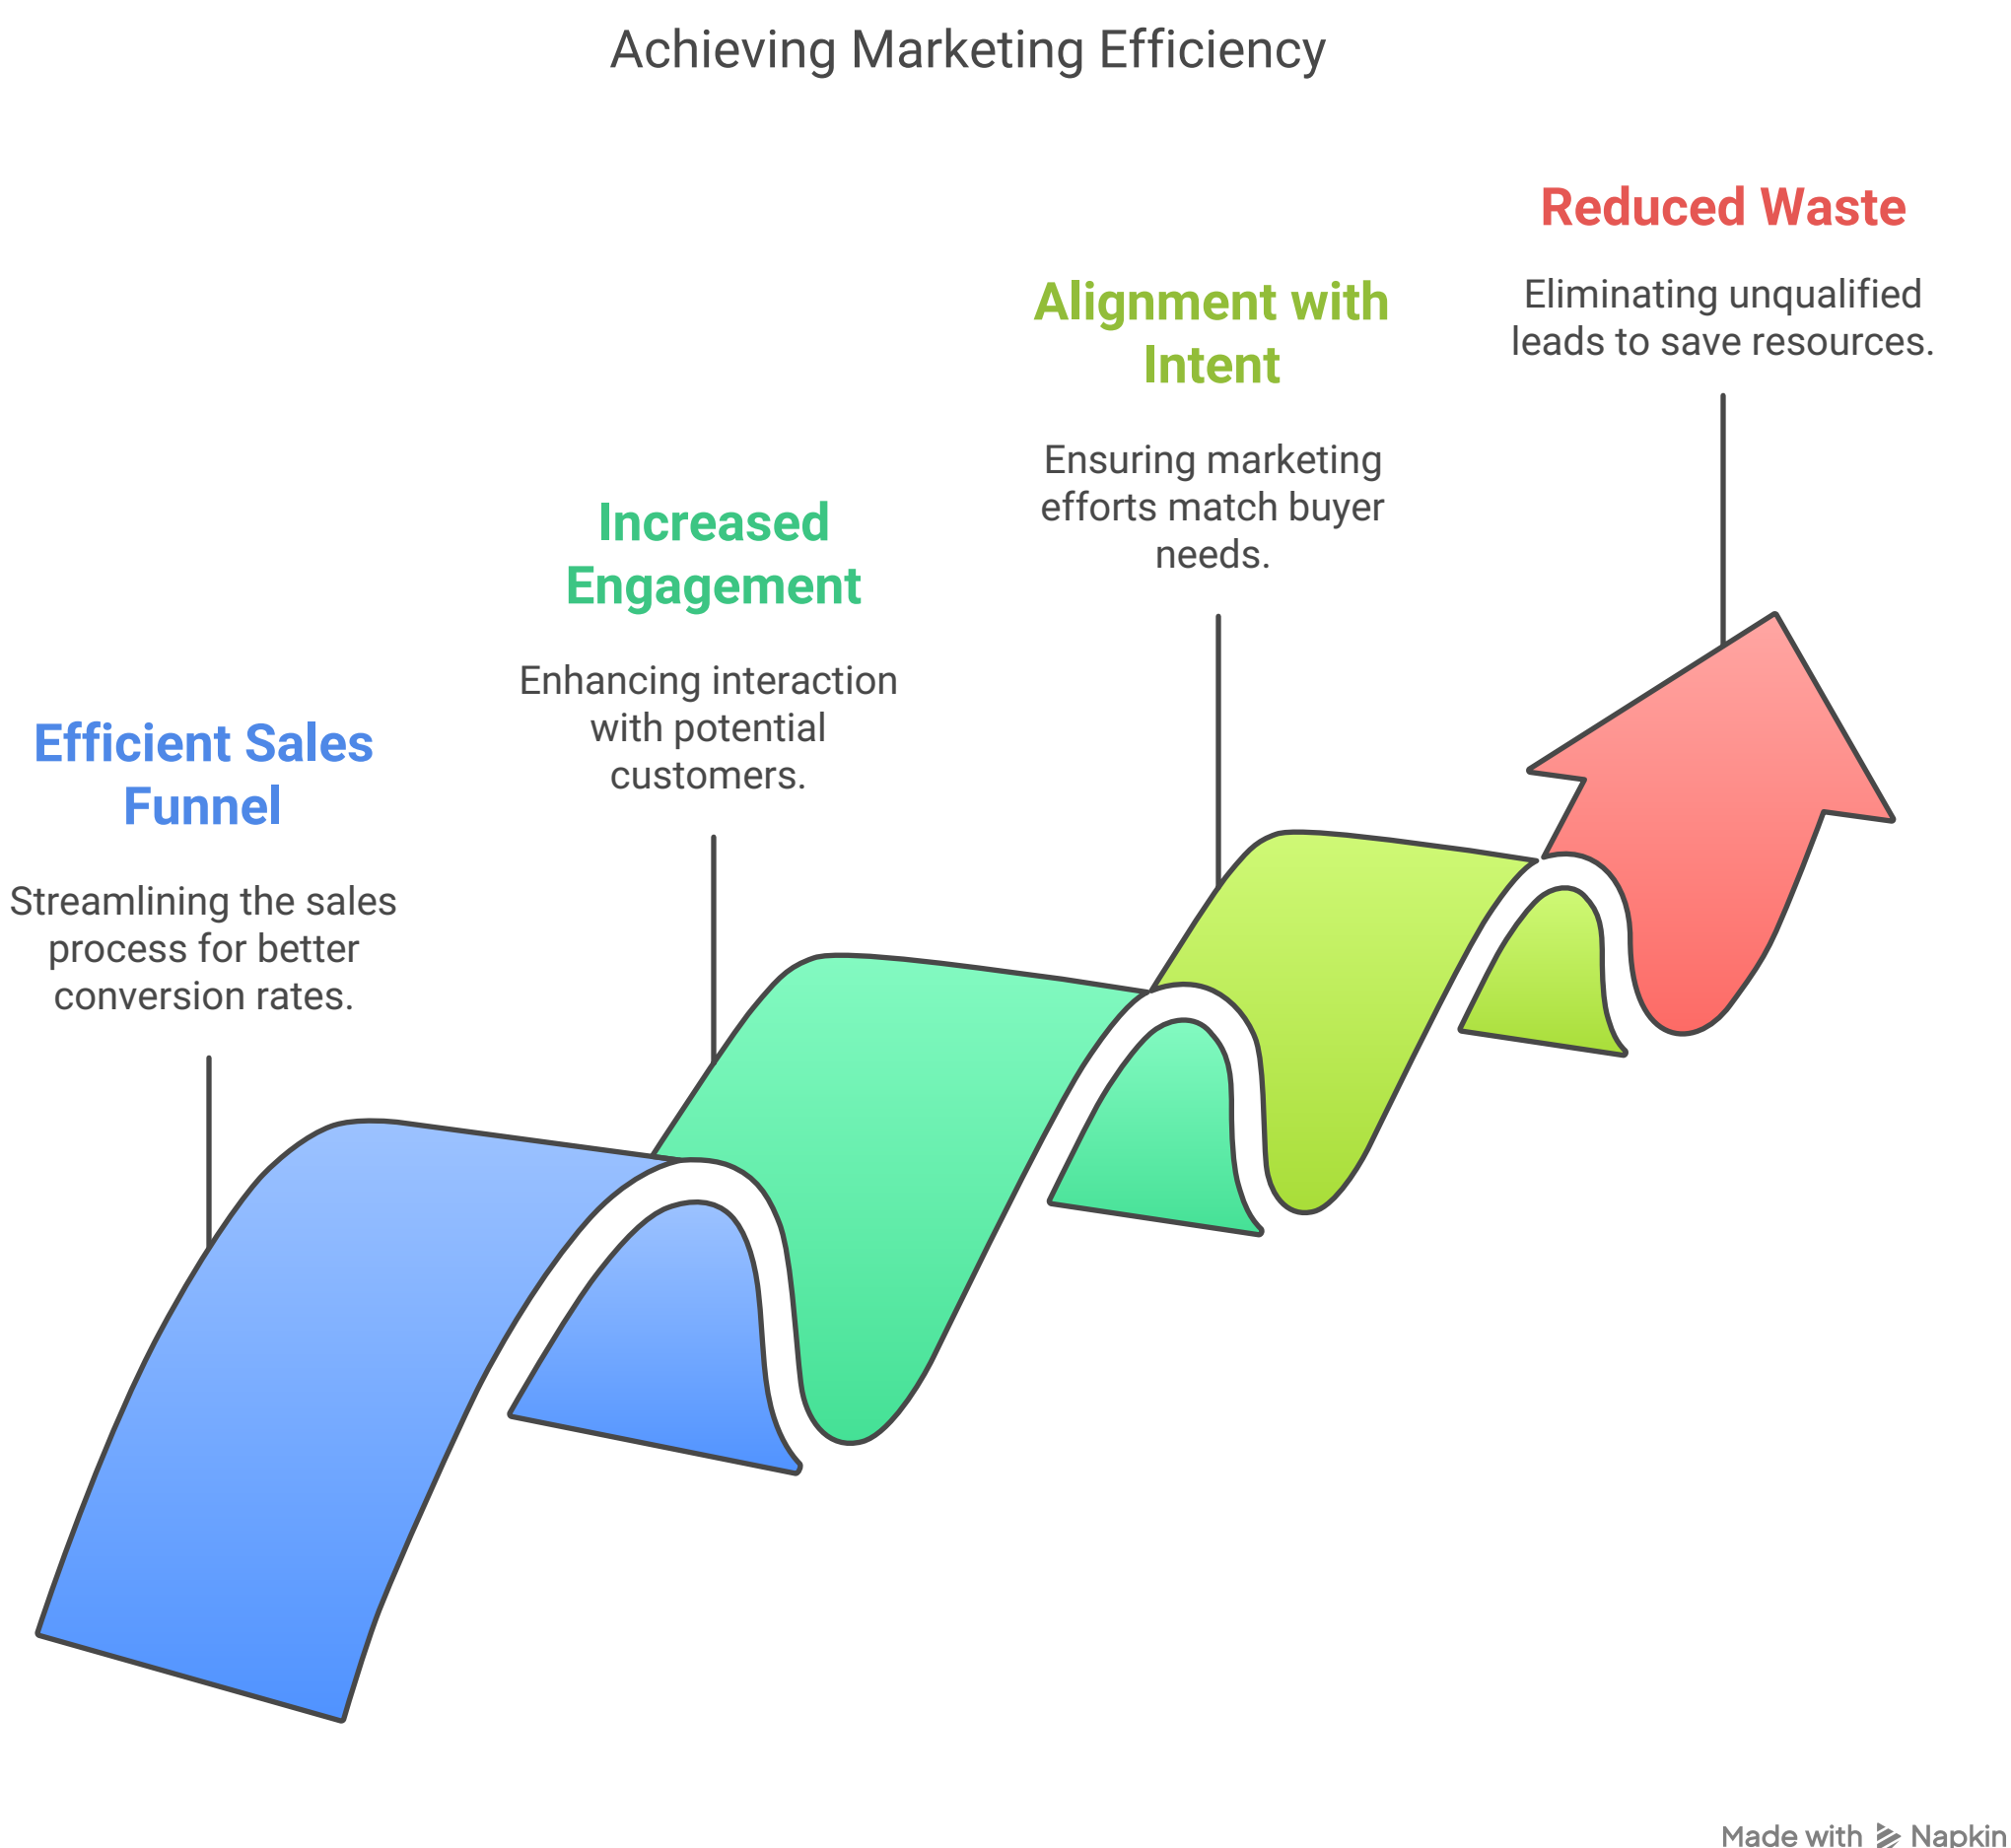 Achieving Marketing Efficiency
Reduced Waste
Eliminating unqualified
leads to save resources.
Alignment with
Intent
Ensuring marketing
efforts match buyer
needs.
Increased
Engagement
Enhancing interaction
with potential
customers.
Efficient Sales
Funnel
Streamlining the sales
process for better
conversion rates.
Made with Napkin